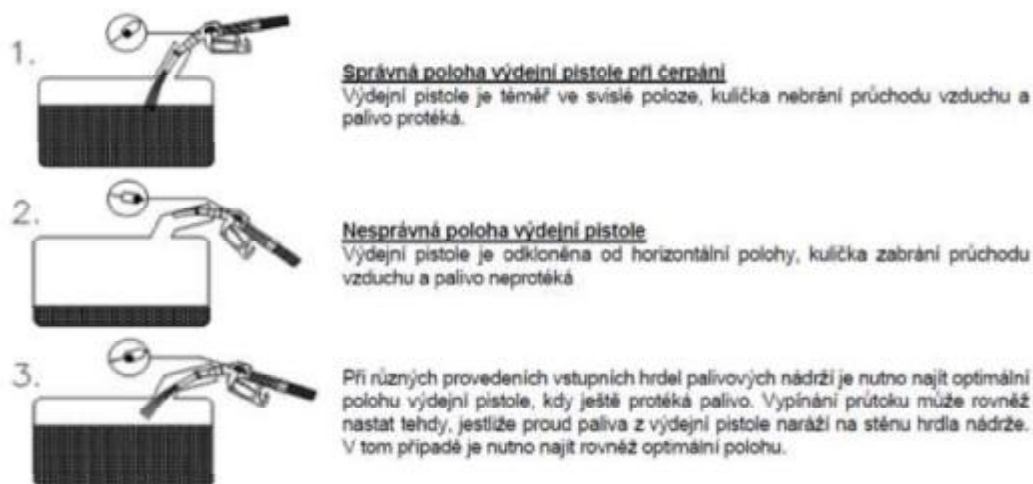 1.
Správná poloha výdejní pistole při čerpání
Výdejní pistole je téměř ve svislé poloze, kulička nebrání průchodu vzduchu a
palivo protéká.
2.
Nesprávná poloha výdejní pistole
Výdejní pistole je odkloněna od horizontální polohy, kulička zabrání průchodu
vzduchu a palivo neprotéká
3.
Při různých provedeních vstupních hrdel palivových nádrží je nutno najít optimální
polohu výdejní pistole, kdy ještě protéká palivo. Vypínání průtoku může rovněž
nastat tehdy, jestliže proud paliva z výdejní pistole naráží na stěnu hrdla nádrže.
V tom případě je nutno najít rovněž optimální polohu.